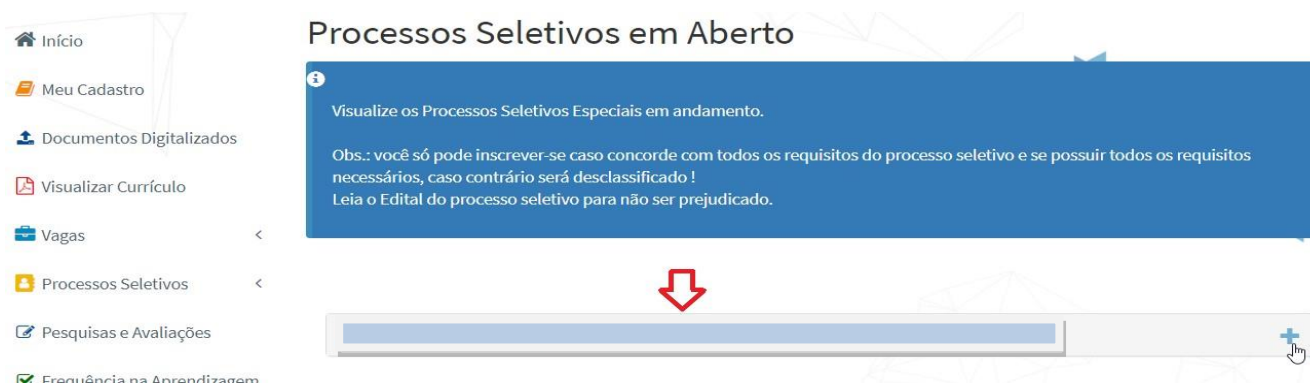 Início
Meu Cadastro
Documentos Digitalizados
Visualizar Currículo
Vagas
Processos Seletivos
Pesquisas e Avaliações
Frequência na Aprendizagem
Processos Seletivos em Aberto
Visualize os Processos Seletivos Especiais em andamento.
Obs.: você só pode inscrever-se caso concorde com todos os requisitos do processo seletivo e se possuir todos os requisitos
necessários, caso contrário será desclassificado !
Leia o Edital do processo seletivo para não ser prejudicado.